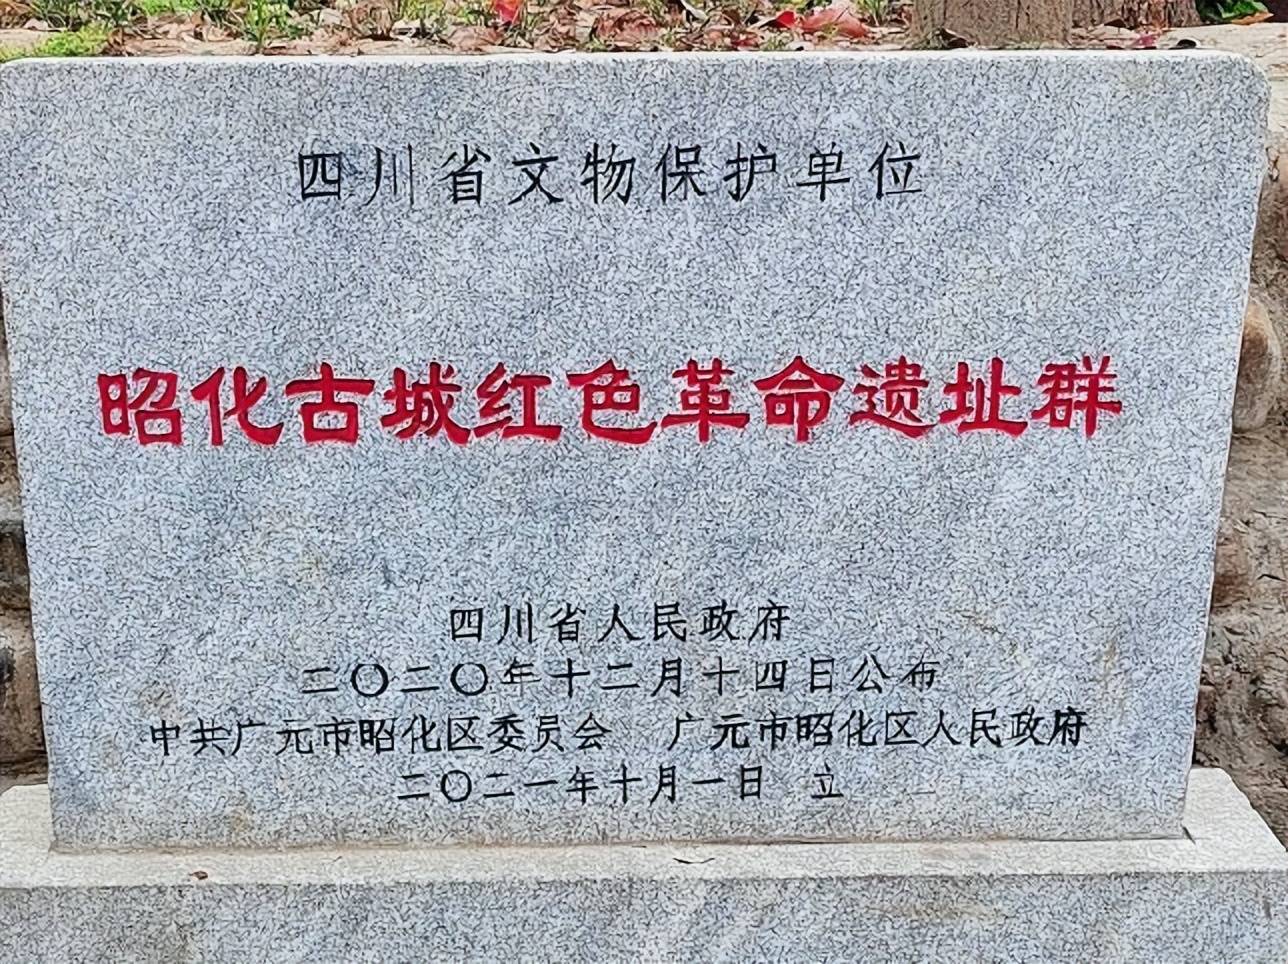 四川省文物保护单位
昭化古城红色革命遗址群
四川省人民政府
二〇二〇年十二月十四日公布
中共广元市昭化区委员会 广元市昭化区人民政府
二〇二一年十月一日 立